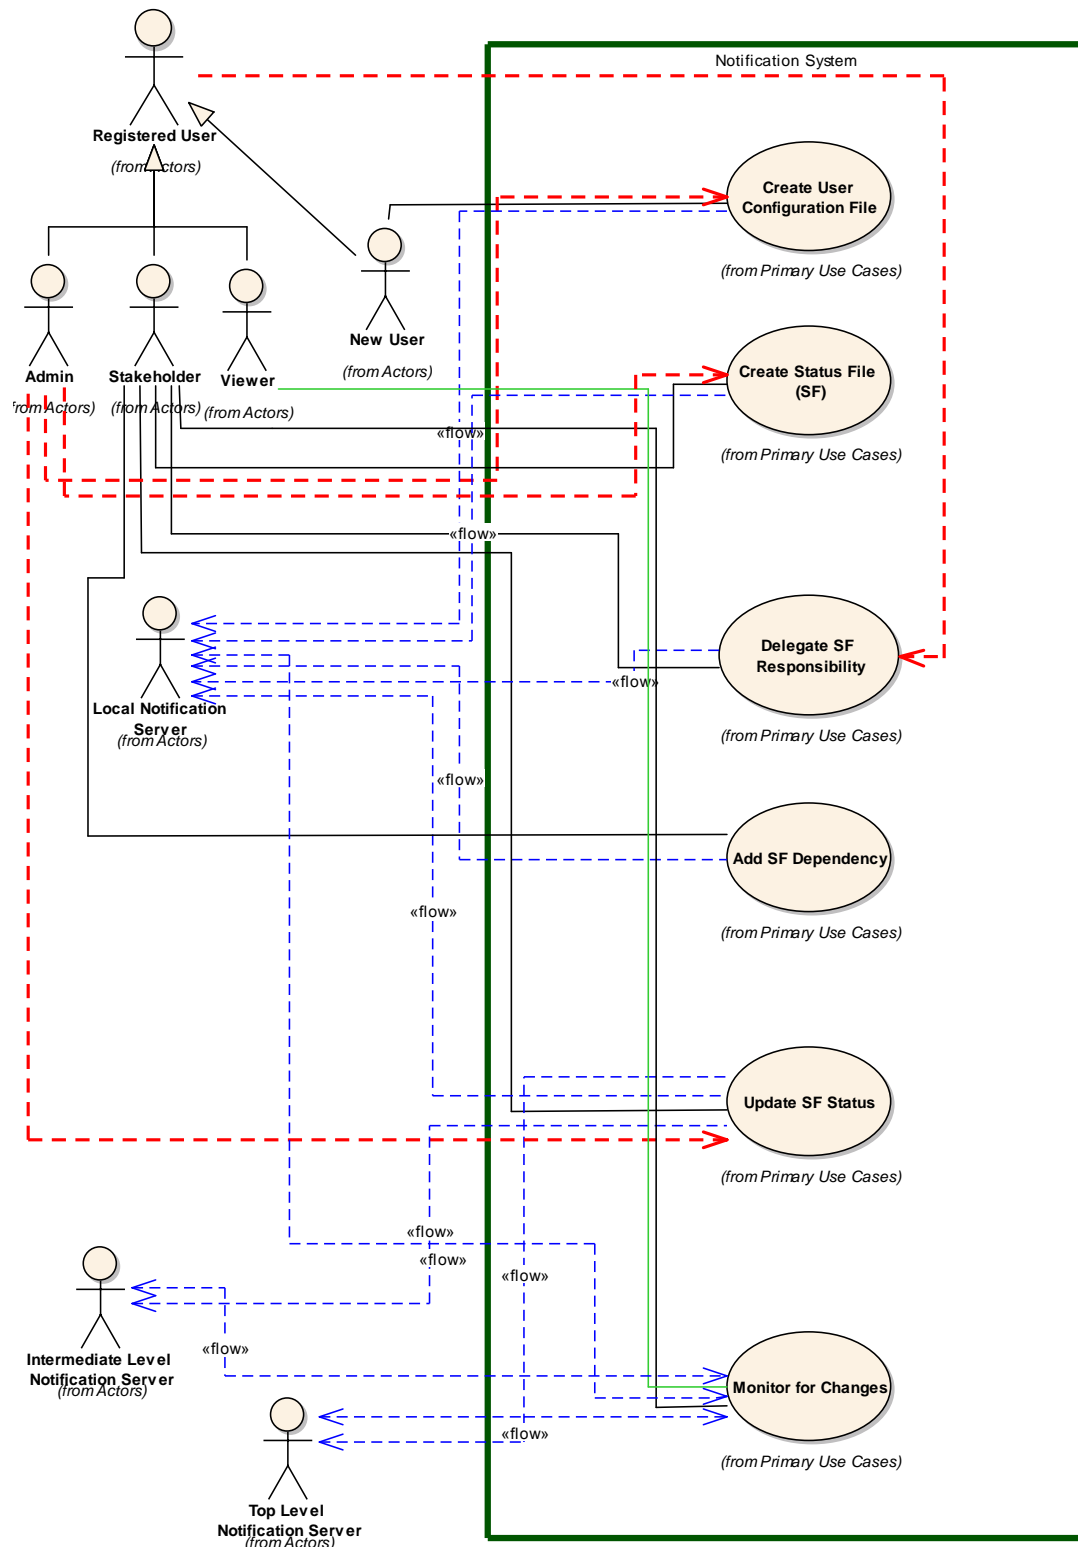 Notification System
Registered User
(from Actors)
Create User
Configuration File
(from Primary Use Cases)
New User
(from Actors)
Admin
(from Actors)
Stakeholder
(from Actors)
Viewer
(from Actors)
Create Status File
(SF)
(from Primary Use Cases)
«flow»
«flow»
Local Notification
Server
(from Actors)
Delegate SF
Responsibility
(from Primary Use Cases)
«flow»
«flow»
Add SF Dependency
(from Primary Use Cases)
«flow»
Update SF Status
(from Primary Use Cases)
«flow»
«flow»
«flow»
Intermediate Level
Notification Server
(from Actors)
«flow»
Monitor for Changes
(from Primary Use Cases)
«flow»
Top Level
Notification Server
(from Actors)